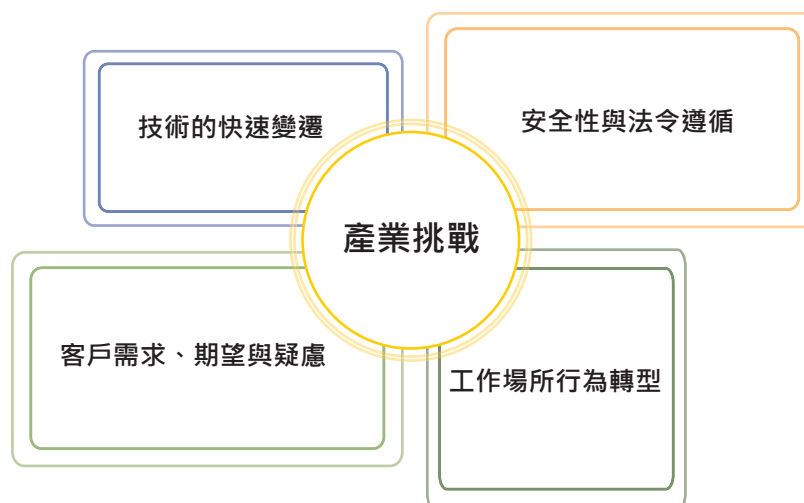 技術的快速變遷
安全性與法令遵循
產業挑戰
客戶需求、期望與疑慮
工作場所行為轉型